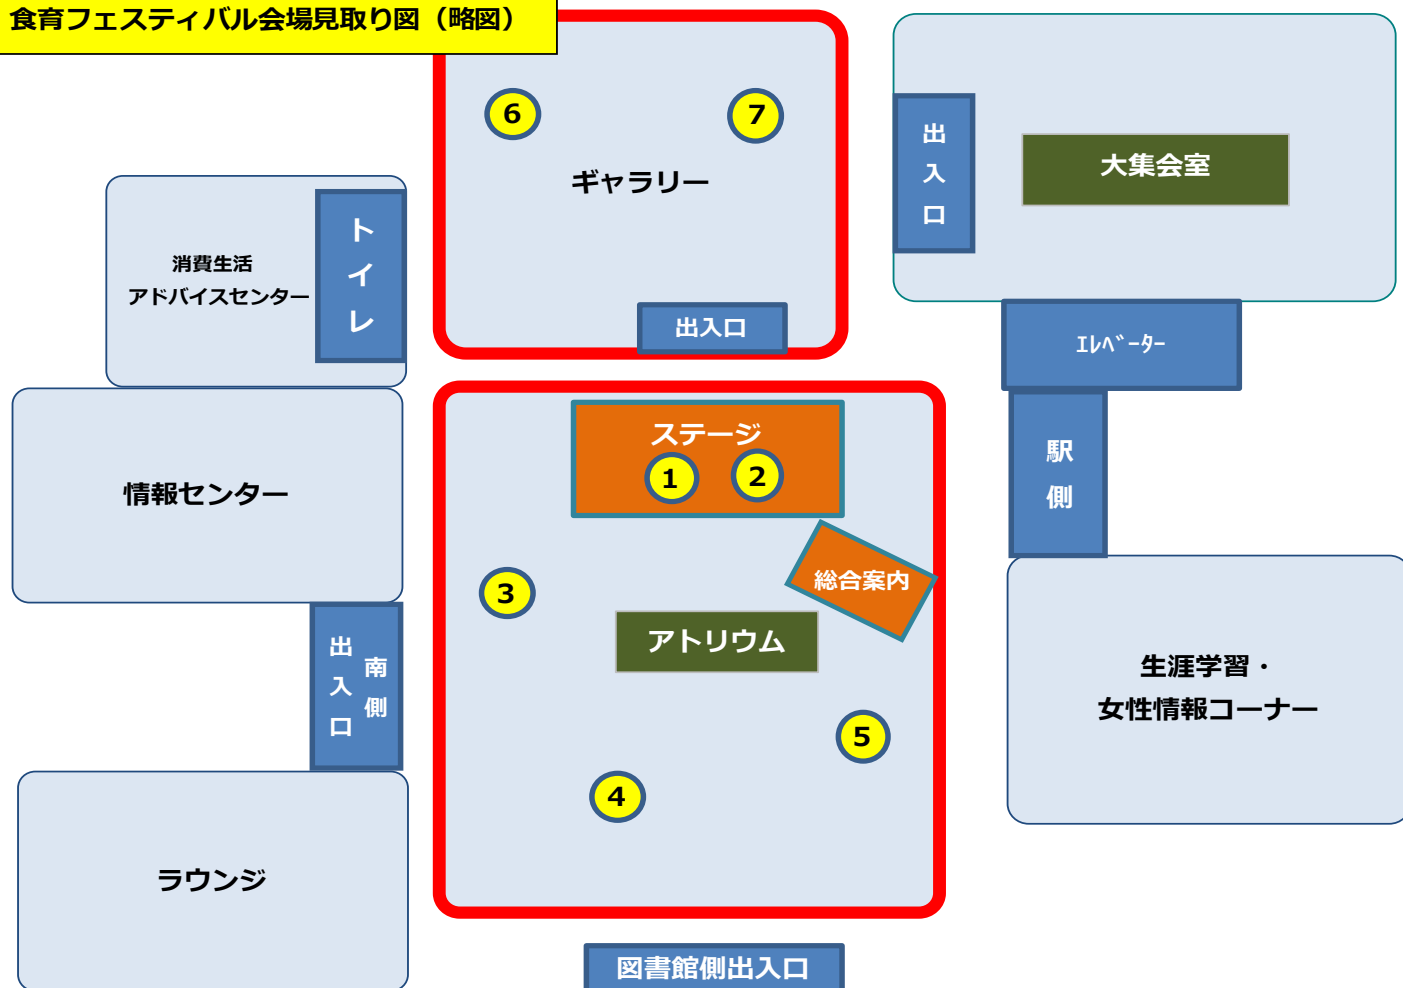 食育フェスティバル会場見取り図（略図）
6
7
ギャラリー
出入口
出
入
口
大集会室
ト
イ
レ
消費生活
アドバイスセンター
ｴﾚﾍﾞｰﾀｰ
駅
側
情報センター
ステージ
1
2
総合案内
3
アトリウム
出
入
口
南
側
生涯学習・
女性情報コーナー
5
4
ラウンジ
図書館側出入口